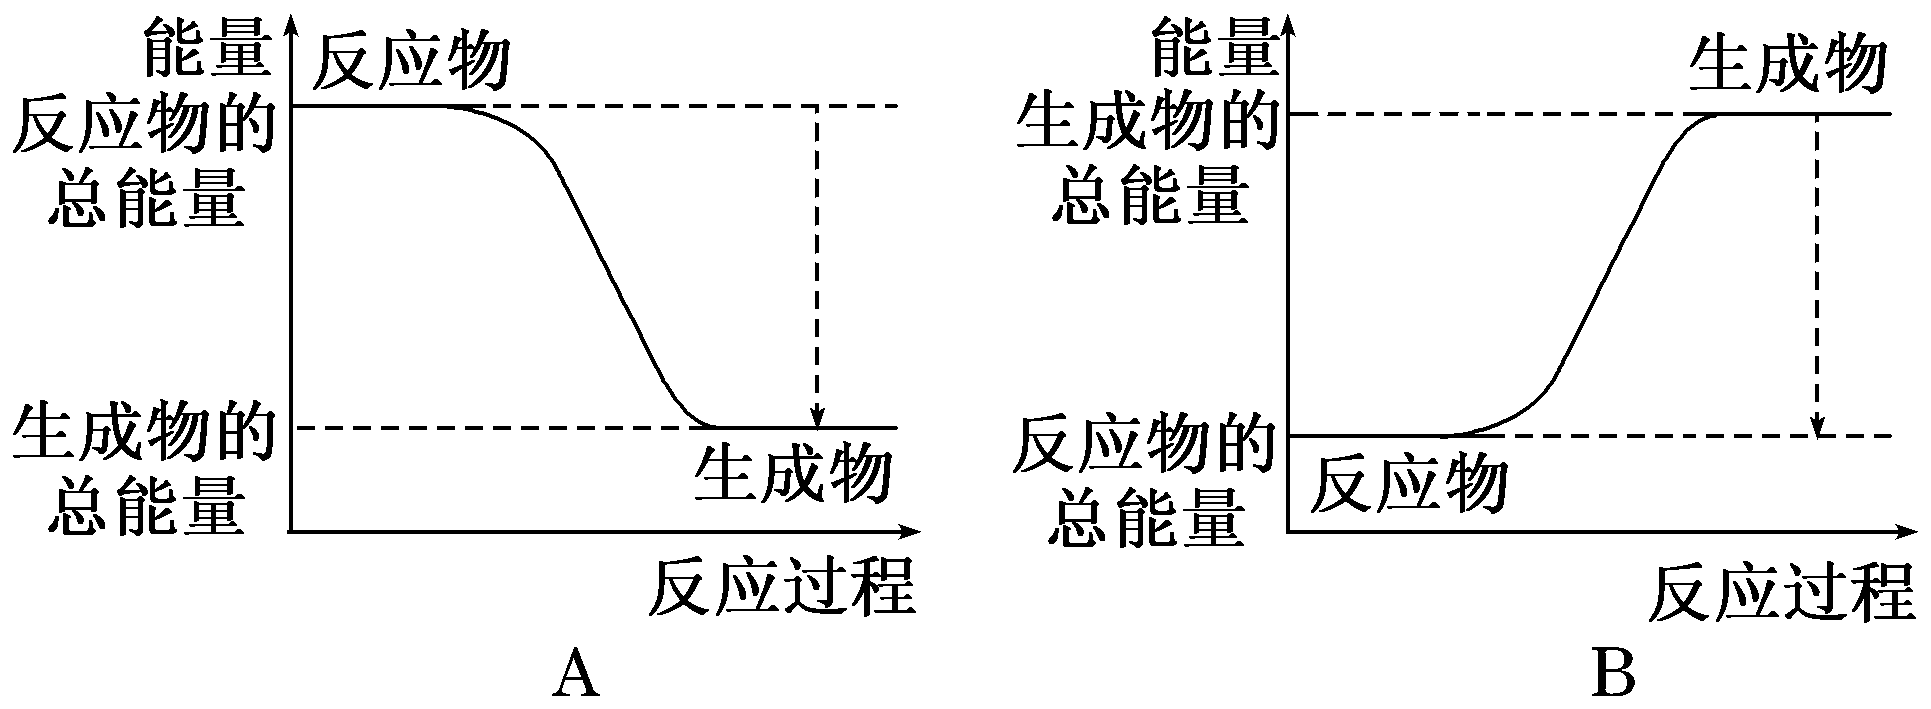 能量
反应物
反应物的
总能量
生成物的
总能量
生成物
反应过程
A
能量
生成物
生成物的
总能量
反应物的
总能量
反应物
反应过程
B